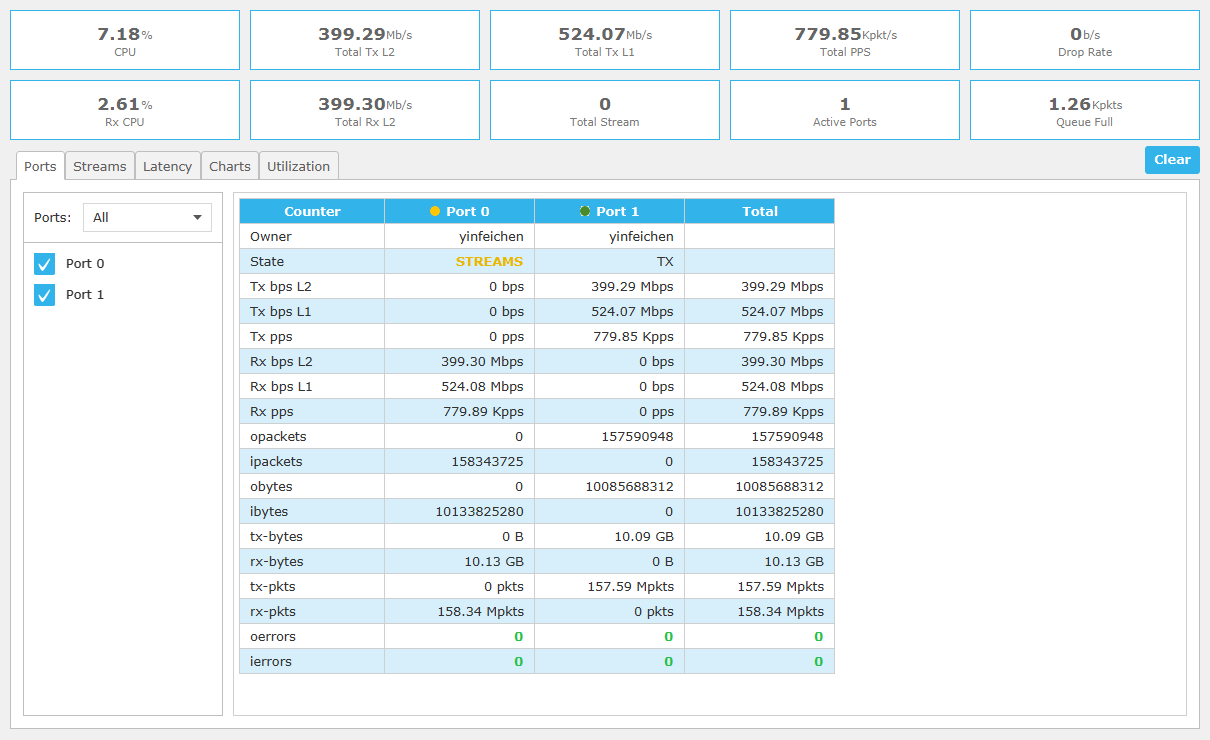 7.18% 399.29Mb/s 524.07Mb/s 779.85Kpkt/s 0b/s
CPU Total Tx L2 Total Tx L1 Total PPS Drop Rate
2.61% 399.30Mb/s 0 1 1.26Kpkts
Rx CPU Total Rx L2 Total Stream Active Ports Queue Full
Ports Streams Latency Charts Utilization Clear
Ports: All
Port 0
Port 1
Counter Port 0 Port 1 Total
Owner yinfeichen yinfeichen
State STREAMS TX
Tx bps L2 0 bps 399.29 Mbps 399.29 Mbps
Tx bps L1 0 bps 524.07 Mbps 524.07 Mbps
Tx pps 0 pps 779.85 Kpps 779.85 Kpps
Rx bps L2 399.30 Mbps 0 bps 399.30 Mbps
Rx bps L1 524.08 Mbps 0 bps 524.08 Mbps
Rx pps 779.89 Kpps 0 pps 779.89 Kpps
opackets 0 157590948 157590948
ipackets 158343725 0 158343725
obytes 0 10085688312 10085688312
ibytes 10133825280 0 10133825280
tx-bytes 0 B 10.09 GB 10.09 GB
rx-bytes 10.13 GB 0 B 10.13 GB
tx-pkts 0 pkts 157.59 Mpkts 157.59 Mpkts
rx-pkts 158.34 Mpkts 0 pkts 158.34 Mpkts
oerrors 0 0 0
ierrors 0 0 0